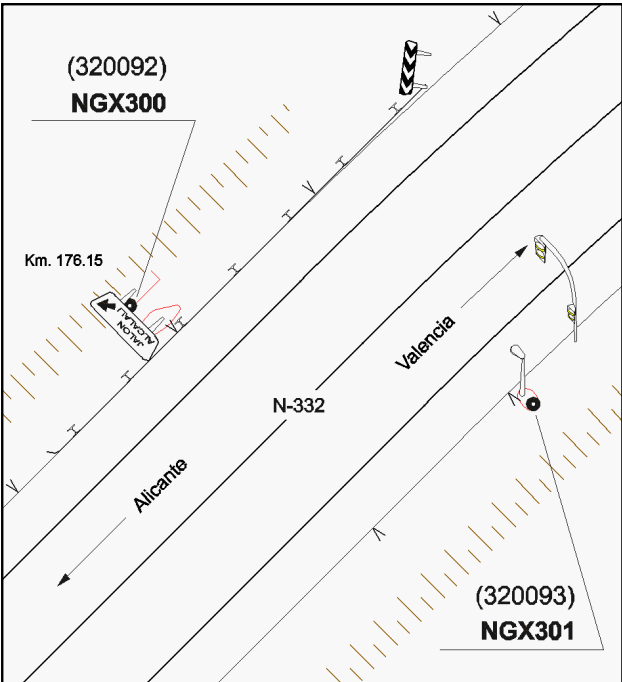 (320092)
NGX300
Km. 176.15
JALON
ALCALALI
Valencia
N-332
Alicante
(320093)
NGX301